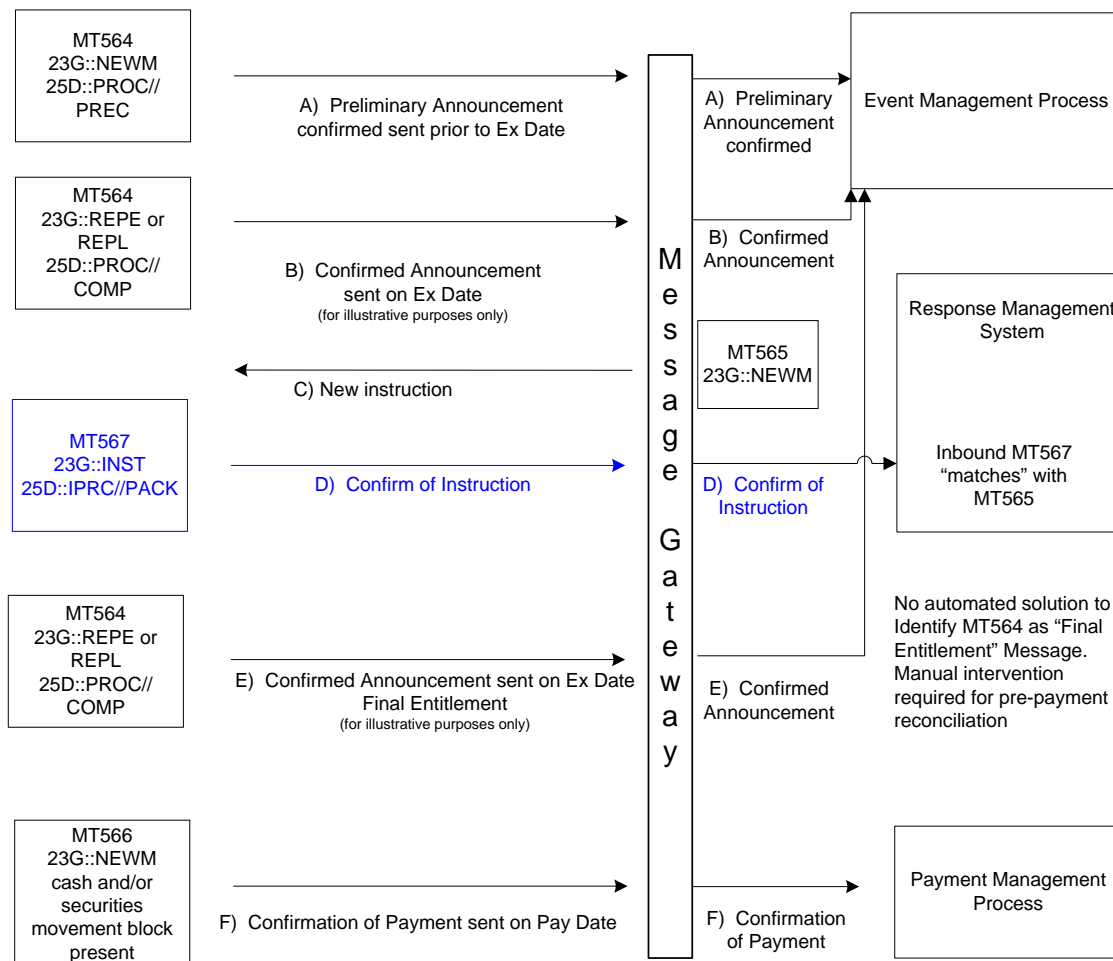 MT564
23G::NEWM
25D::PROC//
PREC
A) Preliminary Announcement
confirmed sent prior to Ex Date
A) Preliminary
Announcement
confirmed
Event Management Process
MT564
23G::REPE or
REPL
25D::PROC//
COMP
B) Confirmed Announcement
sent on Ex Date
(for illustrative purposes only)
B) Confirmed
Announcement
Message Gateway
C) New instruction
MT565
23G::NEWM
Response Management
System
Inbound MT567
“matches” with
MT565
MT567
23G::INST
25D::IPRC//PACK
D) Confirm of Instruction
D) Confirm of
Instruction
MT564
23G::REPE or
REPL
25D::PROC//
COMP
E) Confirmed Announcement sent on Ex Date
Final Entitlement
(for illustrative purposes only)
E) Confirmed
Announcement
No automated solution to
Identify MT564 as “Final
Entitlement” Message.
Manual intervention
required for pre-payment
reconciliation
MT566
23G::NEWM
cash and/or
securities
movement block
present
F) Confirmation of Payment sent on Pay Date
F) Confirmation
of Payment
Payment Management
Process